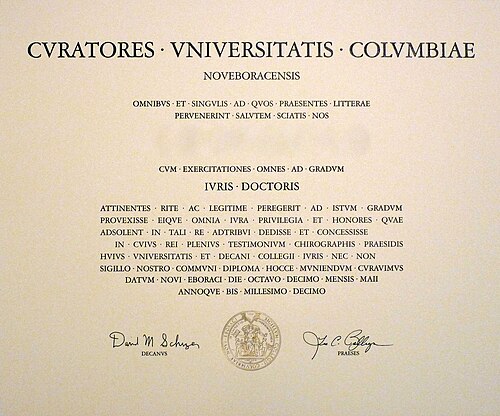 CVRATORES · VNIVERSITATIS · COLVMBIAE
NOVEBORACENSIS
OMNIBVS · ET · SINGVLIS · AD · QVOS · PRAESENTES · LITTERAE
PERVENERINT · SALVTEM · SCIATIS · NOS
CVM · EXERCITATIONES · OMNES · AD · GRADVM
IVRIS · DOCTORIS
ATTINENTES · RITE · AC · LEGITIME · PEREGERIT · AD · ISTVM · GRADVM
PROVEXISSE · EIQVE · OMNIA · IVRA · PRIVILEGIA · ET · HONORES · QVAE
ADSOLENT · IN · TALI · RE · ADTRIBVI · DEDISSE · ET · CONCESSISSE
IN · CVIVS · REI · PLENIVS · TESTIMONIVM · CHIROGRAPHIS · PRAESIDIS
HVIVS · VNIVERSITATIS · ET · DECANI · COLLEGII · IVRIS · NEC · NON
SIGILLO · NOSTRO · COMMVNI · DIPLOMA · HOCCE · MVNIENDVM · CVRAVIMVS
DATVM · NOVI · EBORACI · DIE · OCTAVO · DECIMO · MENSIS · MAII
ANNOQVE · BIS · MILLESIMO · DECIMO
David M. Schizer
DECANVS
PRAESES